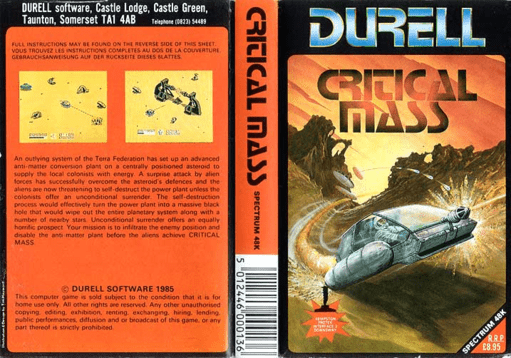 DURELL software, Castle Lodge, Castle Green,
Taunton, Somerset TA1 4AB Telephone (0823) 54489
FULL INSTRUCTIONS MAY BE FOUND ON THE REVERSE SIDE OF THIS SHEET.
VOUS TROUVEZ LES INSTRUCTIONS COMPLETES AU DOS DE LA COUVERTURE.
GEBRAUCHSANWEISUNG AUF DER RUCKSEITE DIESES BLATTES.
An outlying system of the Terra Federation has set up an advanced
anti-matter conversion plant on a centrally positioned asteroid to
supply the local colonists with energy. A surprise attack by alien
forces has successfully overcome the asteroid's defences and the
aliens are now threatening to self-destruct the power plant unless the
colonists offer an unconditional surrender. The self-destruction
process would effectively turn the power plant into a massive black
hole that would wipe out the entire planetary system along with a
number of nearby stars. Unconditional surrender offers an equally
horrific prospect. Your mission is to infiltrate the enemy position and
disable the anti-matter plant before the aliens achieve CRITICAL
MASS.
© DURELL SOFTWARE 1985
This computer game is sold subject to the condition that it is for
home use only. All other rights are reserved. Any other unauthorised
copying, editing, exhibition, renting, exchanging, hiring, lending,
public performances, diffusion and or broadcast of this game, or any
part thereof is strictly prohibited.
CRITICAL MASS
SPECTRUM 48K
5 012446 000036
DURELL
CRITICAL
MASS
SPECTRUM 48K
R.R.P.
£8.95